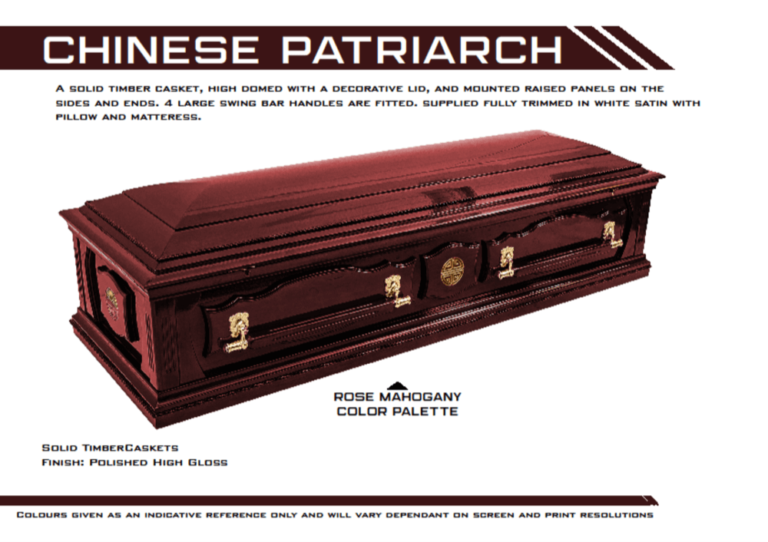 CHINESE PATRIARCH
A SOLID TIMBER CASKET, HIGH DOMED WITH A DECORATIVE LID, AND MOUNTED RAISED PANELS ON THE
SIDES AND ENDS. 4 LARGE SWING BAR HANDLES ARE FITTED. SUPPLIED FULLY TRIMMED IN WHITE SATIN WITH
PILLOW AND MATTERESS.
ROSE MAHOGANY
COLOR PALETTE
SOLID TIMBERCASKETS
FINISH: POLISHED HIGH GLOSS
COLOURS GIVEN AS AN INDICATIVE REFERENCE ONLY AND WILL VARY DEPENDANT ON SCREEN AND PRINT RESOLUTIONS